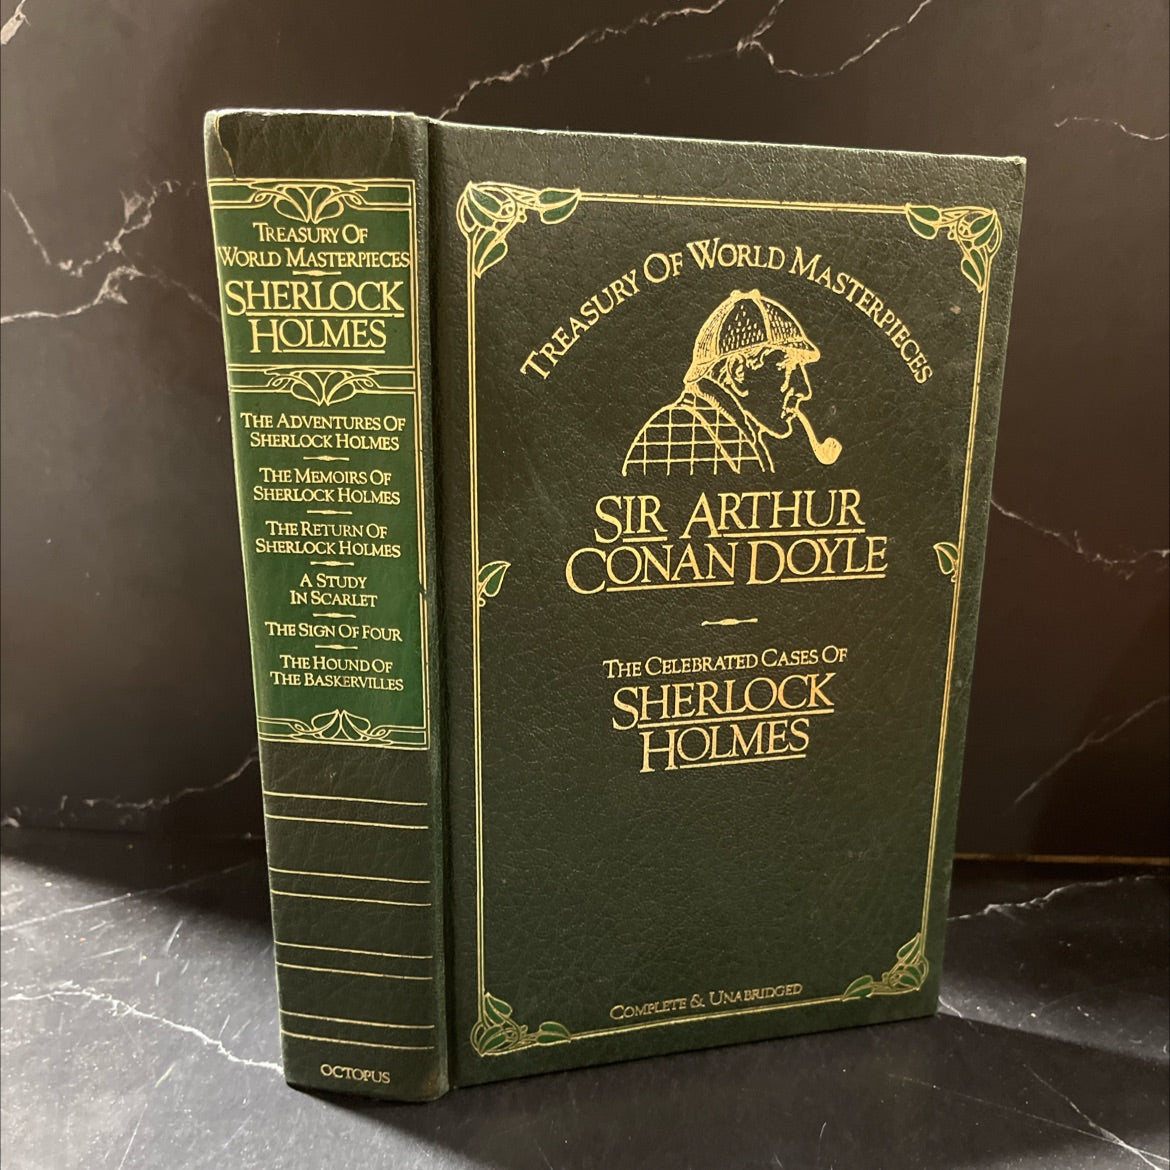 Treasury Of
World Masterpieces
Sherlock
Holmes
The Adventures Of
Sherlock Holmes
The Memoirs Of
Sherlock Holmes
The Return Of
Sherlock Holmes
A Study
In Scarlet
The Sign Of Four
The Hound Of
The Baskervilles
Octopus
Treasury Of World Masterpieces
Sir Arthur
Conan Doyle
The Celebrated Cases Of
Sherlock
Holmes
Complete & Unabridged